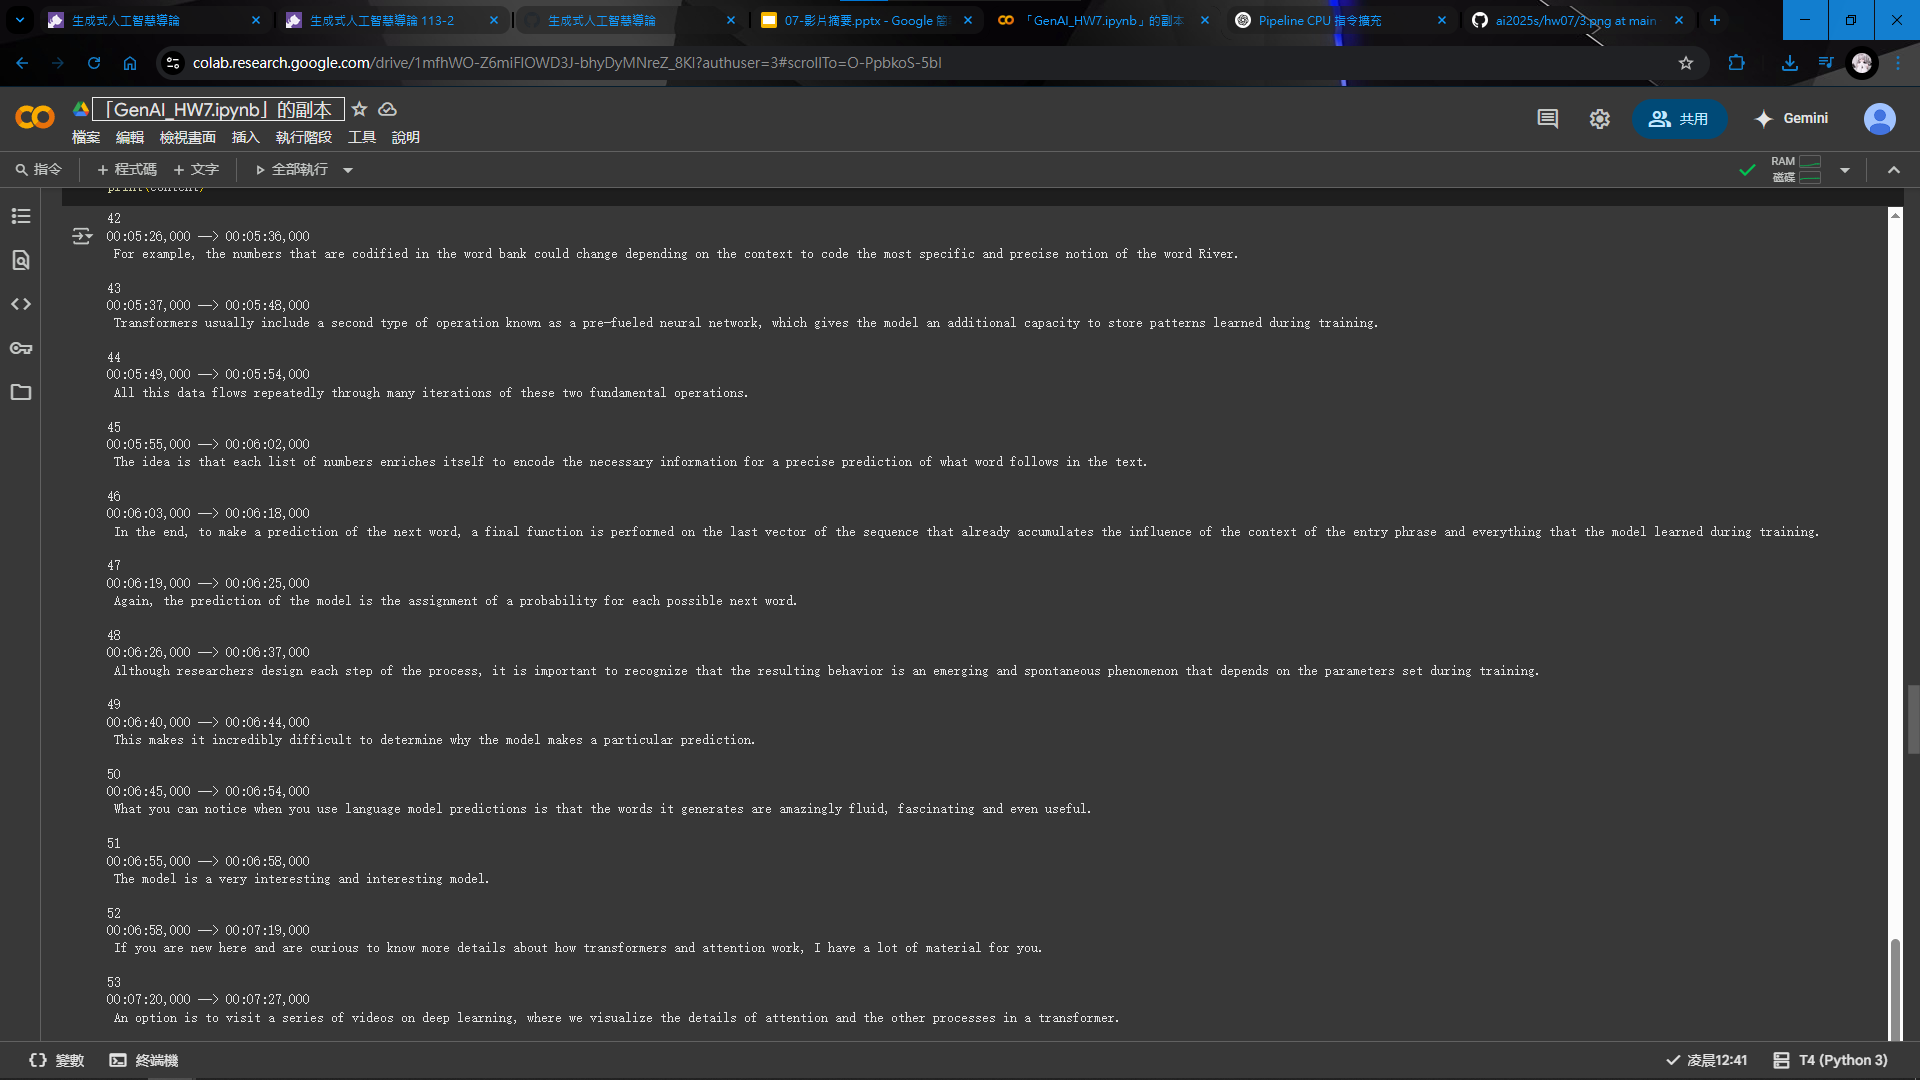 生成式人工智慧導論
生成式人工智慧導論 113-2
生成式人工智慧導論
07-影片摘要.pptx - Google 簡
「GenAI_HW7.ipynb」的副本
Pipeline CPU 指令擴充
ai2025s/hw07/3.png at main
colab.research.google.com/drive/1mfhWO-Z6miFIOWD3J-bhyDyMNreZ_8Kl?authuser=3#scrollTo=O-PpbkoS-5bI
「GenAI_HW7.ipynb」的副本
共用
Gemini
檔案 編輯 檢視畫面 插入 執行階段 工具 說明
指令 + 程式碼 + 文字 全部執行
RAM
磁碟
print(content)
42
00:05:26,000 --> 00:05:36,000
For example, the numbers that are codified in the word bank could change depending on the context to code the most specific and precise notion of the word River.
43
00:05:37,000 --> 00:05:48,000
Transformers usually include a second type of operation known as a pre-fueled neural network, which gives the model an additional capacity to store patterns learned during training.
44
00:05:49,000 --> 00:05:54,000
All this data flows repeatedly through many iterations of these two fundamental operations.
45
00:05:55,000 --> 00:06:02,000
The idea is that each list of numbers enriches itself to encode the necessary information for a precise prediction of what word follows in the text.
46
00:06:03,000 --> 00:06:18,000
In the end, to make a prediction of the next word, a final function is performed on the last vector of the sequence that already accumulates the influence of the context of the entry phrase and everything that the model learned during training.
47
00:06:19,000 --> 00:06:25,000
Again, the prediction of the model is the assignment of a probability for each possible next word.
48
00:06:26,000 --> 00:06:37,000
Although researchers design each step of the process, it is important to recognize that the resulting behavior is an emerging and spontaneous phenomenon that depends on the parameters set during training.
49
00:06:40,000 --> 00:06:44,000
This makes it incredibly difficult to determine why the model makes a particular prediction.
50
00:06:45,000 --> 00:06:54,000
What you can notice when you use language model predictions is that the words it generates are amazingly fluid, fascinating and even useful.
51
00:06:55,000 --> 00:06:58,000
The model is a very interesting and interesting model.
52
00:06:58,000 --> 00:07:19,000
If you are new here and are curious to know more details about how transformers and attention work, I have a lot of material for you.
53
00:07:20,000 --> 00:07:27,000
An option is to visit a series of videos on deep learning, where we visualize the details of attention and the other processes in a transformer.
變數 終端機
凌晨12:41
T4 (Python 3)